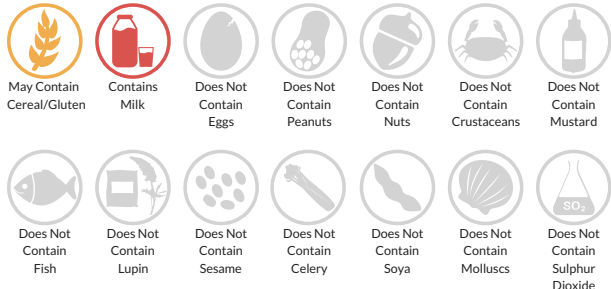 May Contain
Cereal/Gluten
Contains
Milk
Does Not
Contain
Eggs
Does Not
Contain
Peanuts
Does Not
Contain
Nuts
Does Not
Contain
Crustaceans
Does Not
Contain
Mustard
Does Not
Contain
Fish
Does Not
Contain
Lupin
Does Not
Contain
Sesame
Does Not
Contain
Celery
Does Not
Contain
Soya
Does Not
Contain
Molluscs
SO₂
Does Not
Contain
Sulphur
Dioxide